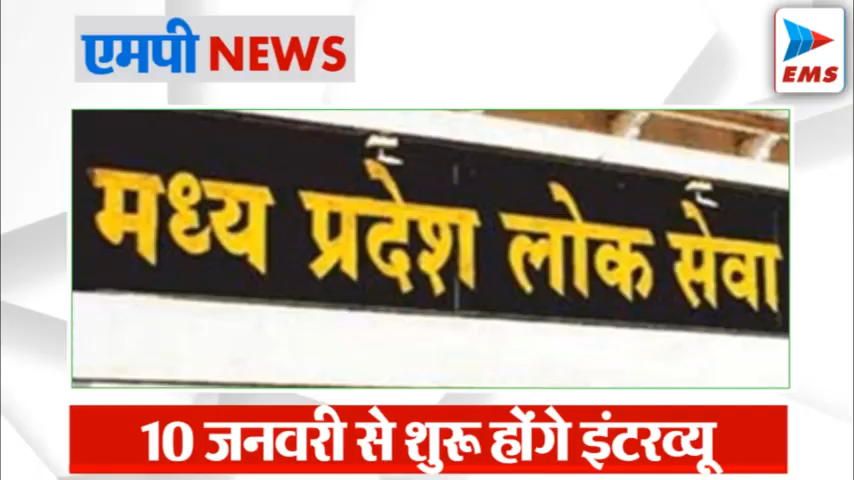 एमपी NEWS
EMS
मध्य प्रदेश लोक सेवा
10 जनवरी से शुरू होंगे इंटरव्यू